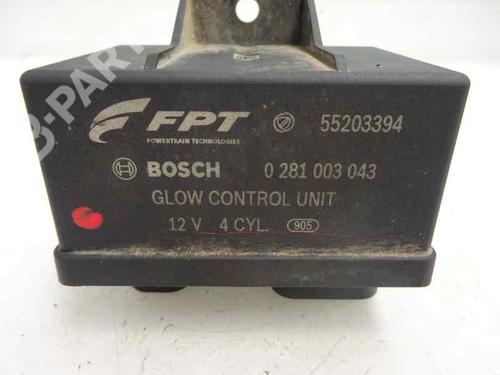 FPT 55203394
POWERTRAIN TECHNOLOGIES
BOSCH 0 281 003 043
GLOW CONTROL UNIT
12 V 4 CYL. 905